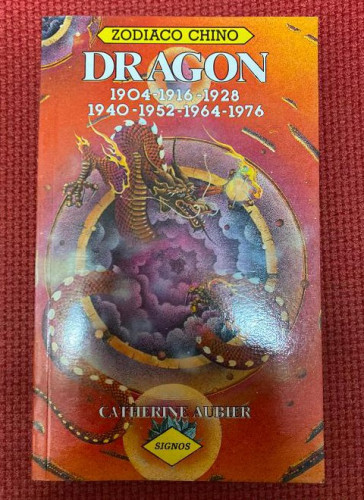 ZODIACO CHINO
DRAGON
1904-1916-1928
1940-1952-1964-1976
CATHERINE AUBIER
SIGNOS